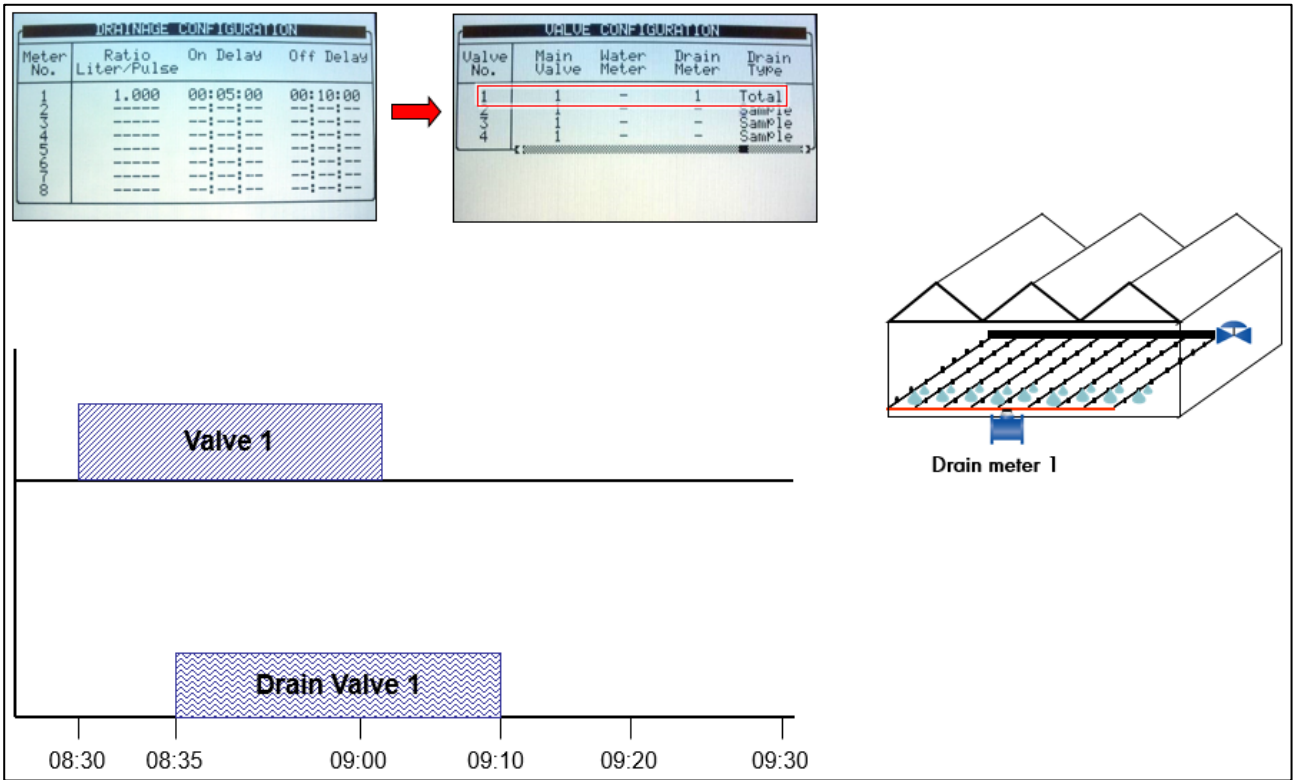 DRAINAGE CONFIGURATION
Meter No. Ratio Liter/Pulse On Delay Off Delay
1 1.000 00:05:00 00:10:00
2 ----- --:--:-- --:--:--
3 ----- --:--:-- --:--:--
4 ----- --:--:-- --:--:--
5 ----- --:--:-- --:--:--
6 ----- --:--:-- --:--:--
7 ----- --:--:-- --:--:--
8 ----- --:--:-- --:--:--
VALVE CONFIGURATION
Valve No. Main Valve Water Meter Drain Meter Drain Type
1 1 - 1 Total
2 1 - - Sample
3 1 - - Sample
4 1 - - Sample
Drain meter 1
Valve 1
Drain Valve 1
08:30 08:35 09:00 09:10 09:20 09:30